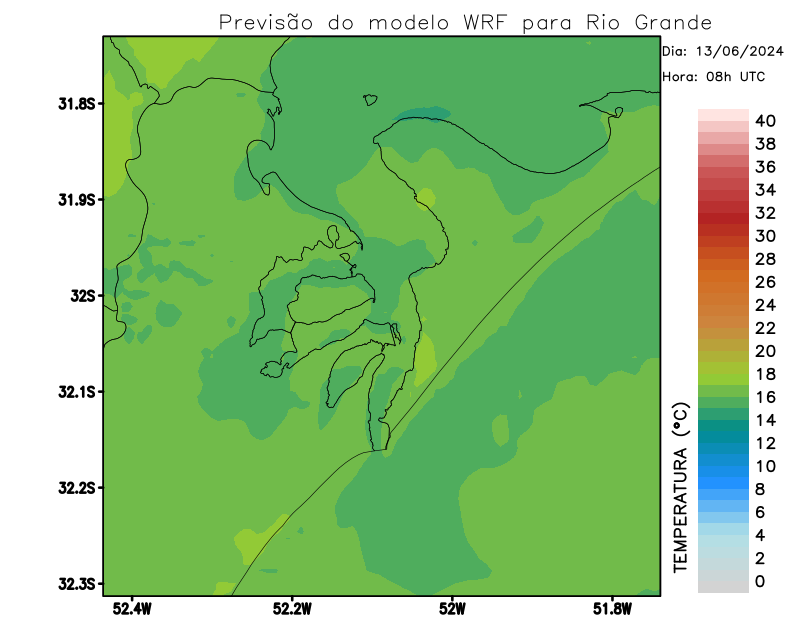 Previsão do modelo WRF para Rio Grande
Dia: 13/06/2024
Hora: 08h UTC
31.8S
31.9S
32S
32.1S
32.2S
32.3S
52.4W
52.2W
52W
51.8W
TEMPERATURA (°C)
40
38
36
34
32
30
28
26
24
22
20
18
16
14
12
10
8
6
4
2
0